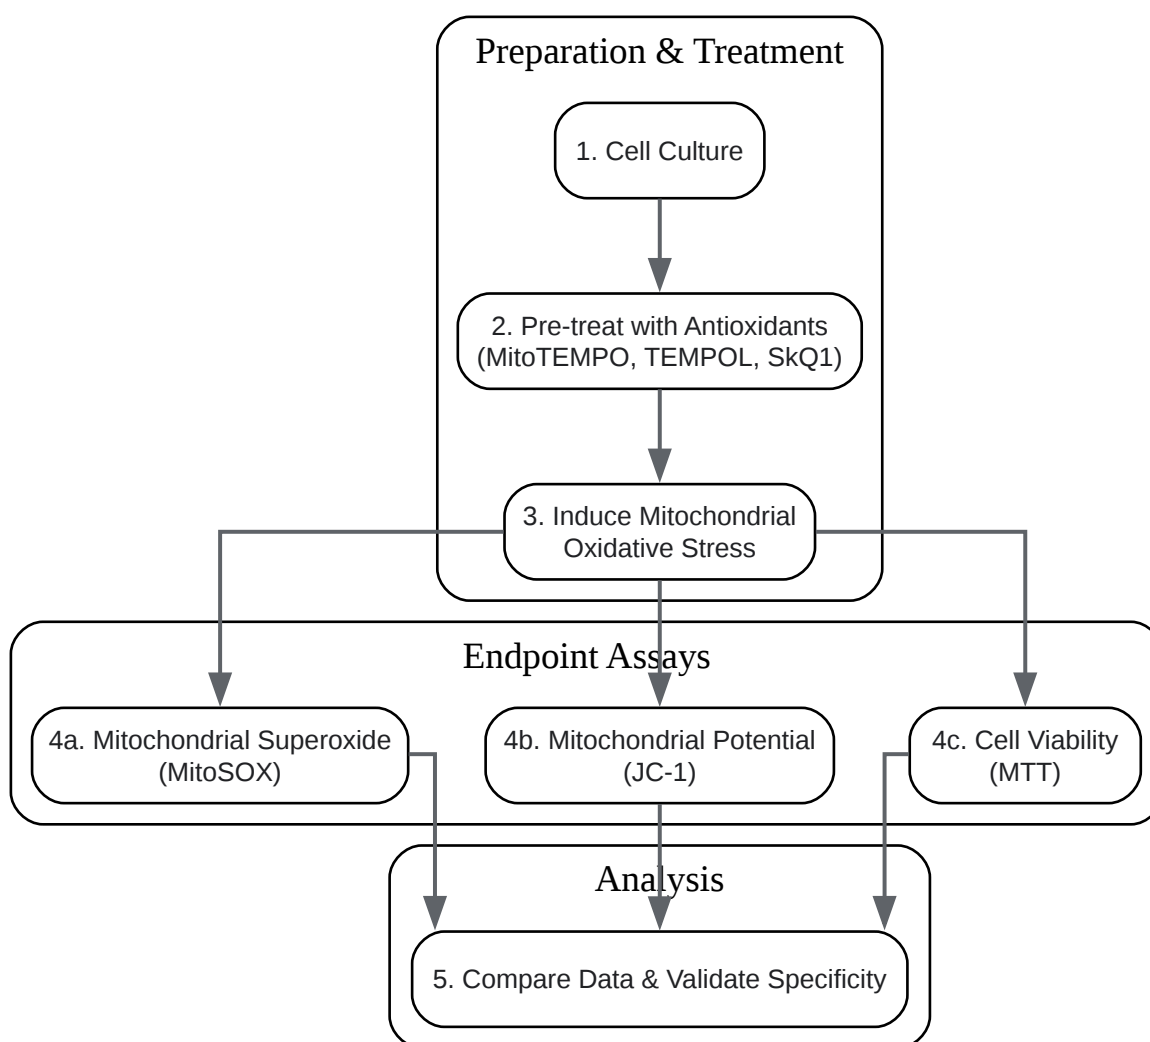 Preparation & Treatment
1. Cell Culture
2. Pre-treat with Antioxidants
(MitoTEMPO, TEMPOL, SkQ1)
3. Induce Mitochondrial
Oxidative Stress
Endpoint Assays
4a. Mitochondrial Superoxide
(MitoSOX)
4b. Mitochondrial Potential
(JC-1)
4c. Cell Viability
(MTT)
Analysis
5. Compare Data & Validate Specificity